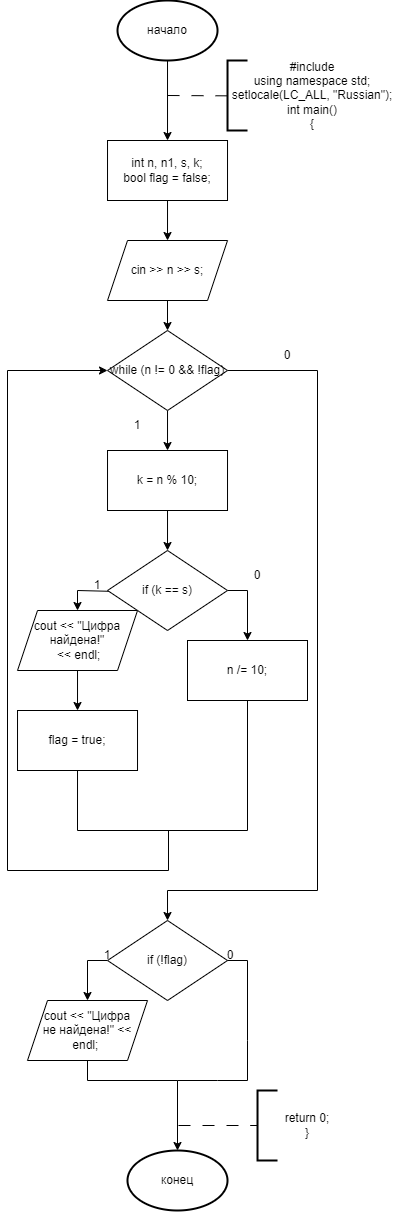 начало
#include
using namespace std;
setlocale(LC_ALL, "Russian");
int main()
{
int n, n1, s, k;
bool flag = false;
cin >> n >> s;
while (n != 0 && !flag)
0
1
k = n % 10;
if (k == s)
1
0
cout << "Цифра
найдена!"
<< endl;
n /= 10;
flag = true;
if (!flag)
1
0
cout << "Цифра
не найдена!" <<
endl;
return 0;
}
конец